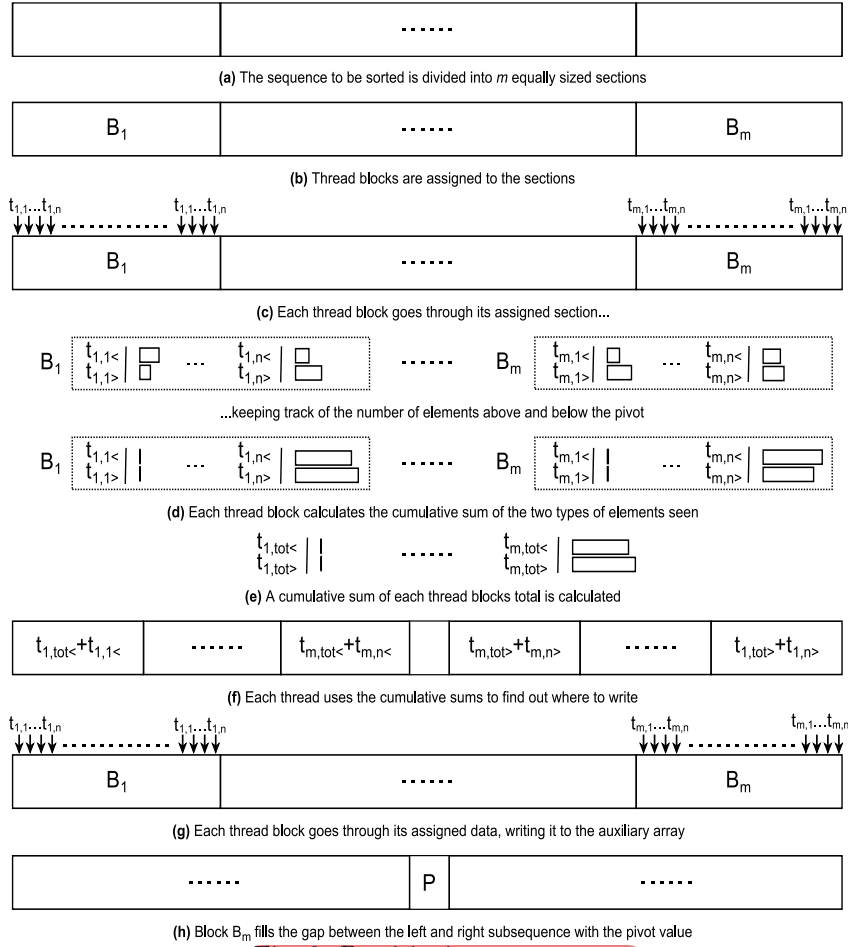 ......
(a) The sequence to be sorted is divided into m equally sized sections
B1 ...... Bm
(b) Thread blocks are assigned to the sections
t1,1...t1,n t1,1...t1,n tm,1...tm,n tm,1...tm,n
B1 ...... Bm
(c) Each thread block goes through its assigned section...
B1 t1,1< ... t1,n< ...... Bm tm,1< ... tm,n<
t1,1> t1,n> tm,1> tm,n>
...keeping track of the number of elements above and below the pivot
B1 t1,1< ... t1,n< ...... Bm tm,1< ... tm,n<
t1,1> t1,n> tm,1> tm,n>
(d) Each thread block calculates the cumulative sum of the two types of elements seen
t1,tot< ...... tm,tot<
t1,tot> tm,tot>
(e) A cumulative sum of each thread blocks total is calculated
t1,tot<+t1,1< ...... tm,tot<+tm,n< tm,tot>+tm,n> ...... t1,tot>+t1,n>
(f) Each thread uses the cumulative sums to find out where to write
t1,1...t1,n t1,1...t1,n tm,1...tm,n tm,1...tm,n
B1 ...... Bm
(g) Each thread block goes through its assigned data, writing it to the auxiliary array
...... P ......
(h) Block Bm fills the gap between the left and right subsequence with the pivot value